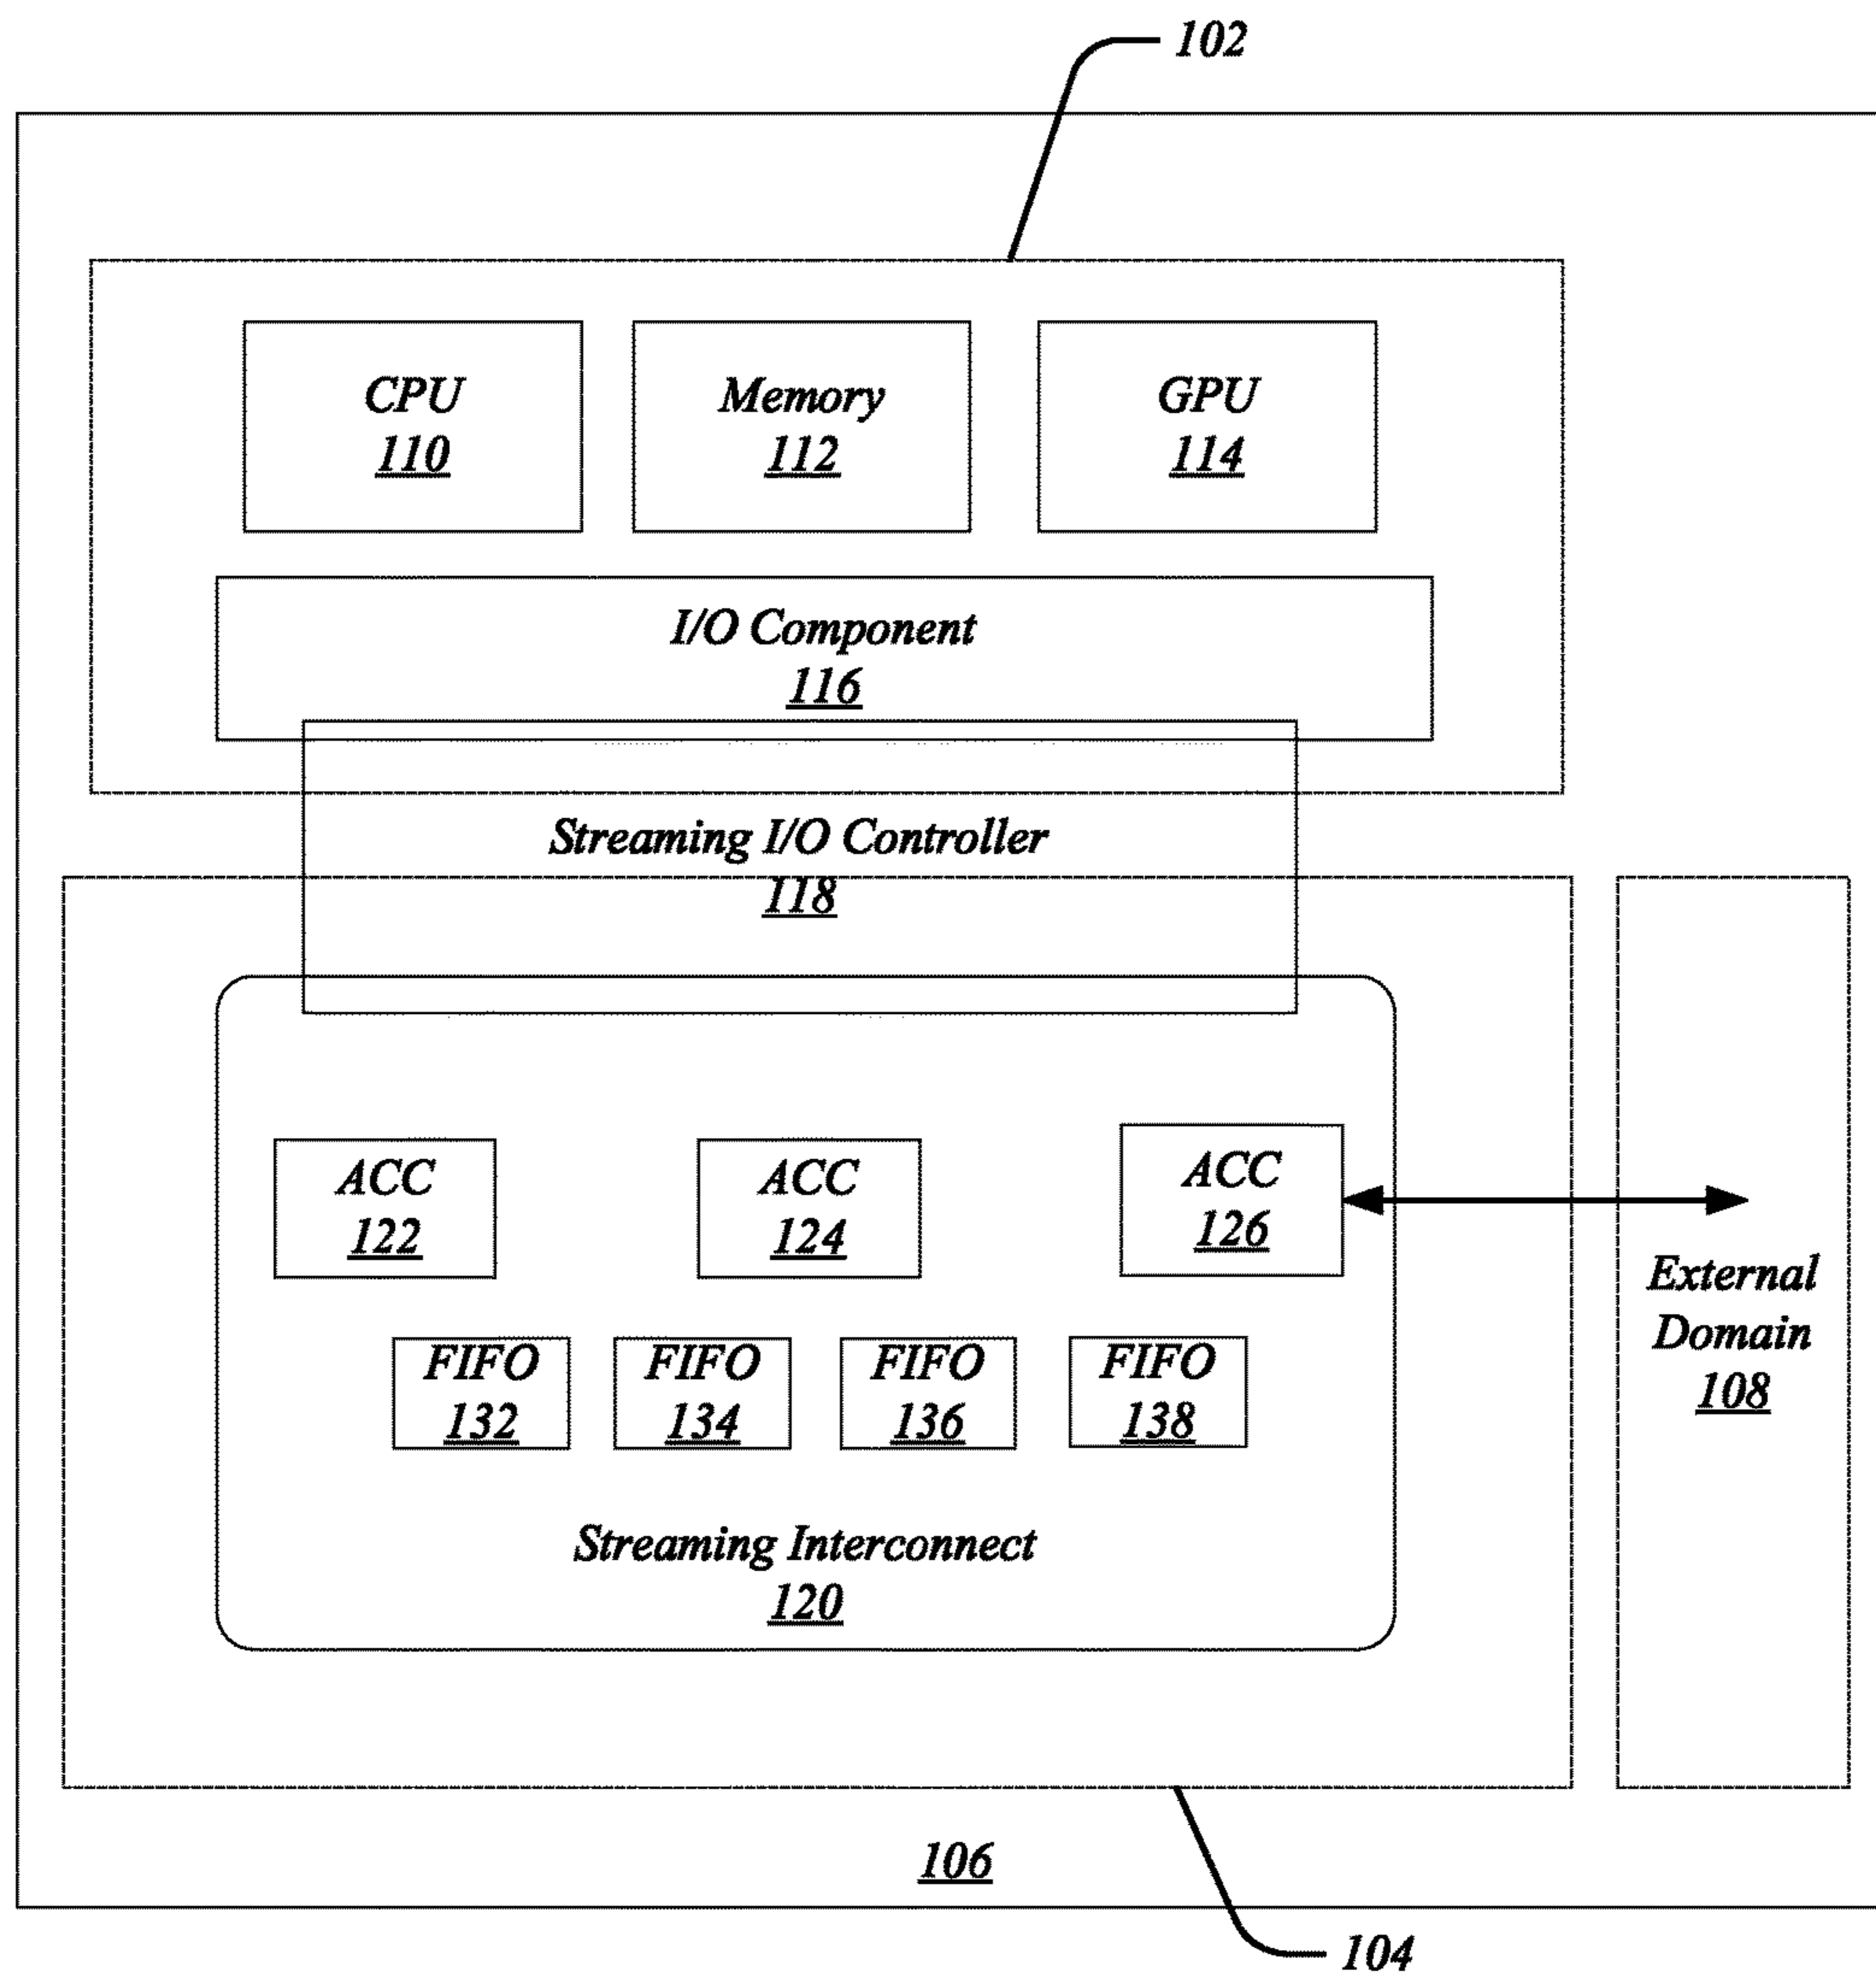 102
CPU
110
Memory
112
GPU
114
I/O Component
116
Streaming I/O Controller
118
ACC
122
ACC
124
ACC
126
External
Domain
108
FIFO
132
FIFO
134
FIFO
136
FIFO
138
Streaming Interconnect
120
106
104